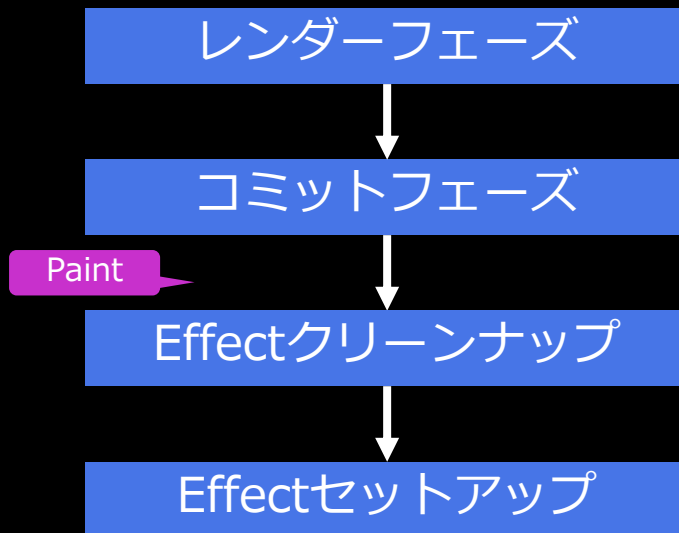 レンダーフェーズ
コミットフェーズ
Paint
Effectクリーンナップ
Effectセットアップ